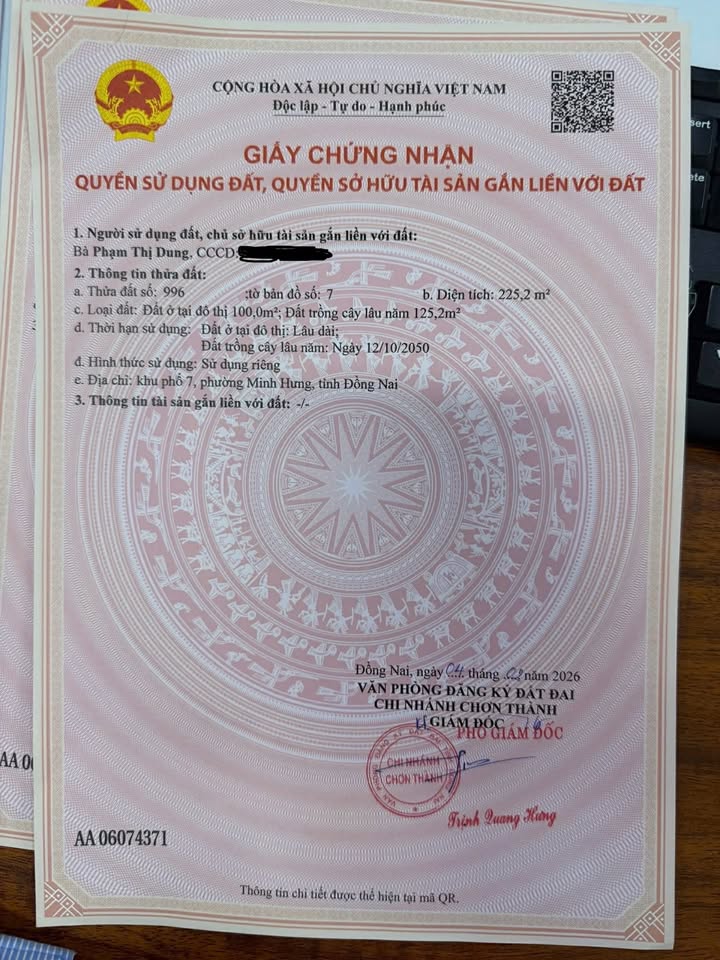 CỘNG HÒA XÃ HỘI CHỦ NGHĨA VIỆT NAM
Độc lập - Tự do - Hạnh phúc
GIẤY CHỨNG NHẬN
QUYỀN SỬ DỤNG ĐẤT, QUYỀN SỞ HỮU TÀI SẢN GẮN LIỀN VỚI ĐẤT
1. Người sử dụng đất, chủ sở hữu tài sản gắn liền với đất:
Bà Phạm Thị Dung, CCCD:
2. Thông tin thửa đất:
a. Thửa đất số: 996 ;tờ bản đồ số: 7 b. Diện tích: 225,2 m²
c. Loại đất: Đất ở tại đô thị 100,0m²; Đất trồng cây lâu năm 125,2m²
d. Thời hạn sử dụng: Đất ở tại đô thị: Lâu dài;
Đất trồng cây lâu năm: Ngày 12/10/2050
đ. Hình thức sử dụng: Sử dụng riêng
e. Địa chỉ: khu phố 7, phường Minh Hưng, tỉnh Đồng Nai
3. Thông tin tài sản gắn liền với đất: -/-
Đồng Nai, ngày 04 tháng năm 2026
VĂN PHÒNG ĐĂNG KÝ ĐẤT ĐAI
CHI NHÁNH CHƠN THÀNH
GIÁM ĐỐC
PHÓ GIÁM ĐỐC
CHI NHÁNH
CHƠN THÀNH
Trịnh Quang Hưng
AA 06074371
AA 0
Thông tin chi tiết được thể hiện tại mã QR.